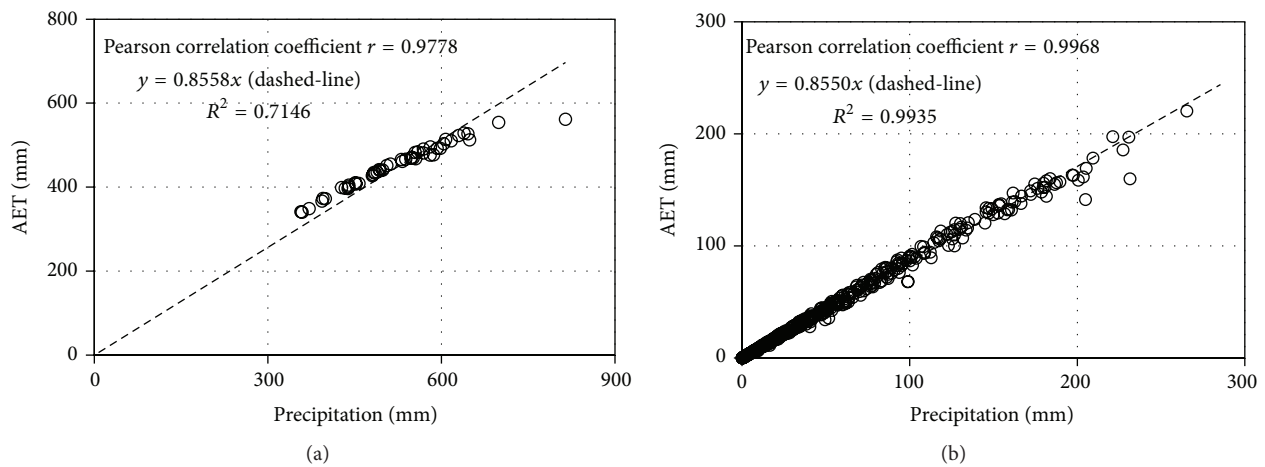 800
600
400
200
0
AET (mm)
Pearson correlation coefficient r = 0.9778
y = 0.8558x (dashed-line)
R² = 0.7146
0 300 600 900
Precipitation (mm)
(a)
300
200
100
0
AET (mm)
Pearson correlation coefficient r = 0.9968
y = 0.8550x (dashed-line)
R² = 0.9935
0 100 200 300
Precipitation (mm)
(b)